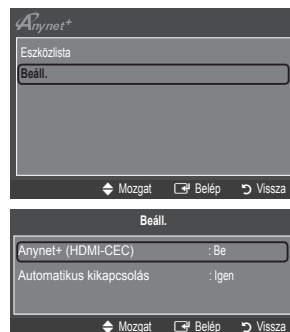 Anynet+
Eszközlista
Beáll.
Mozgat Belép Vissza
Beáll.
Anynet+ (HDMI-CEC) : Be
Automatikus kikapcsolás : Igen
Mozgat Belép Vissza